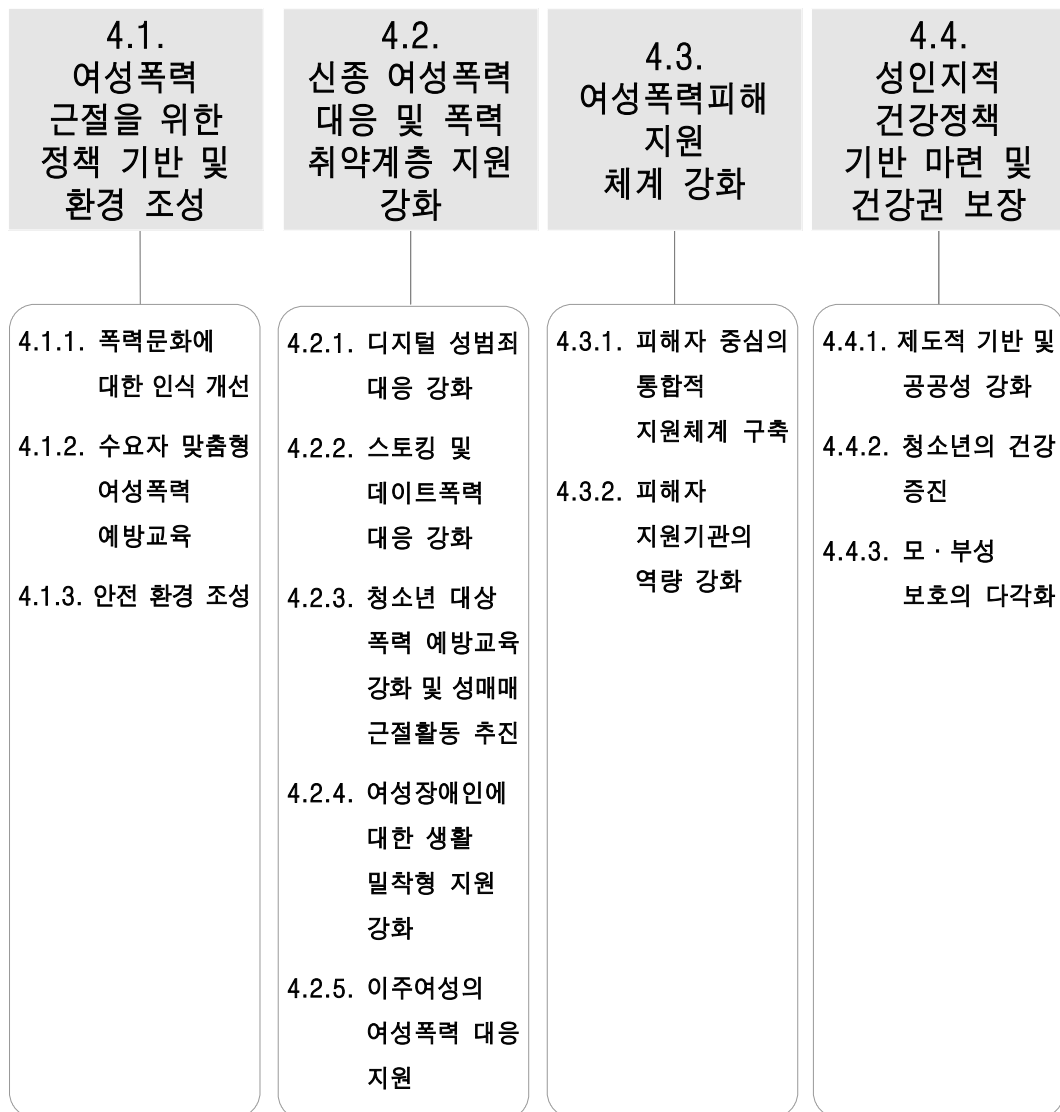 4.1.
여성폭력
근절을 위한
정책 기반 및
환경 조성
4.1.1. 폭력문화에
대한 인식 개선
4.1.2. 수요자 맞춤형
여성폭력
예방교육
4.1.3. 안전 환경 조성
4.2.
신종 여성폭력
대응 및 폭력
취약계층 지원
강화
4.2.1. 디지털 성범죄
대응 강화
4.2.2. 스토킹 및
데이트폭력
대응 강화
4.2.3. 청소년 대상
폭력 예방교육
강화 및 성매매
근절활동 추진
4.2.4. 여성장애인에
대한 생활
밀착형 지원
강화
4.2.5. 이주여성의
여성폭력 대응
지원
4.3.
여성폭력피해
지원
체계 강화
4.3.1. 피해자 중심의
통합적
지원체계 구축
4.3.2. 피해자
지원기관의
역량 강화
4.4.
성인지적
건강정책
기반 마련 및
건강권 보장
4.4.1. 제도적 기반 및
공공성 강화
4.4.2. 청소년의 건강
증진
4.4.3. 모·부성
보호의 다각화